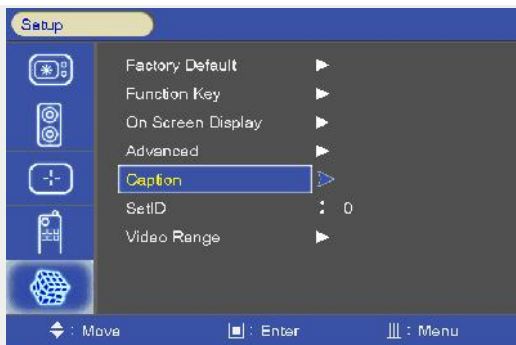 Setup
Factory Default
Function Key
On Screen Display
Advanced
Caption
SetID : 0
Video Range
: Move : Enter : Menu